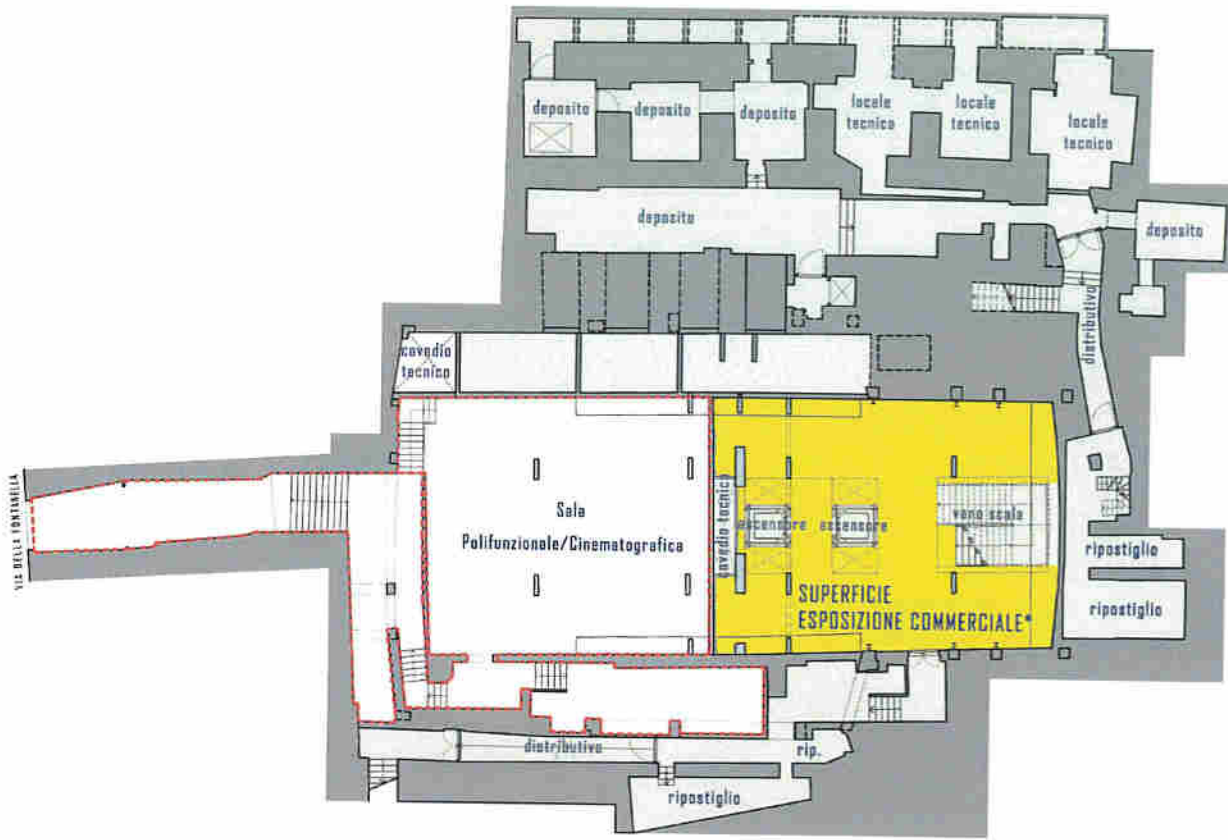 deposito
deposito
deposito
locale
tecnico
locale
tecnico
locale
tecnico
deposito
deposito
distributivo
cavedio
tecnico
VIA DELLA FONTANELLA
Sala
Polifunzionale/Cinematografica
cavedio tecnico
ascensore
ascensore
vano scala
SUPERFICIE
ESPOSIZIONE COMMERCIALE*
ripostiglio
ripostiglio
distributivo
rip.
ripostiglio